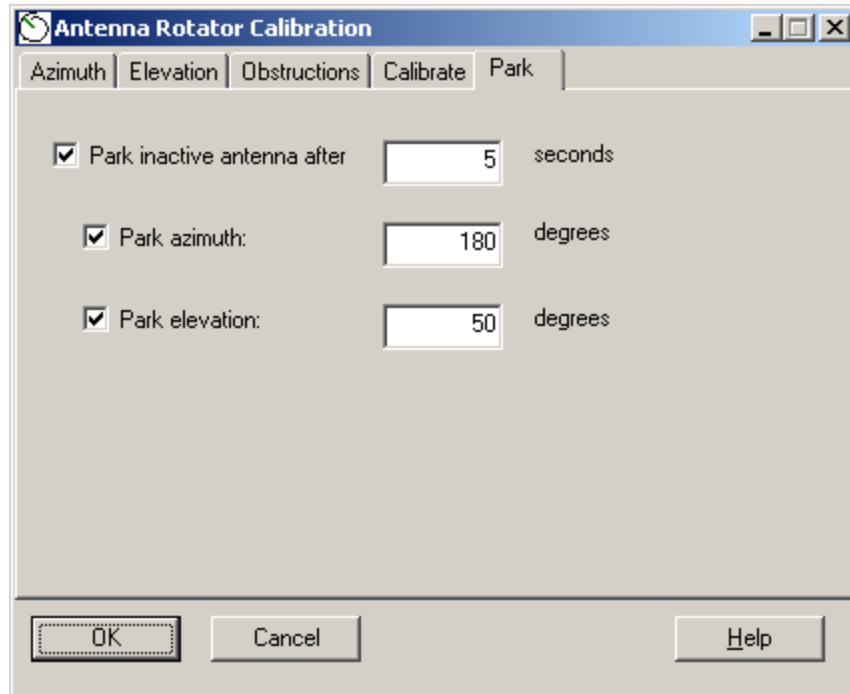 Antenna Rotator Calibration
Azimuth Elevation Obstructions Calibrate Park
Park inactive antenna after 5 seconds
Park azimuth: 180 degrees
Park elevation: 50 degrees
OK Cancel Help